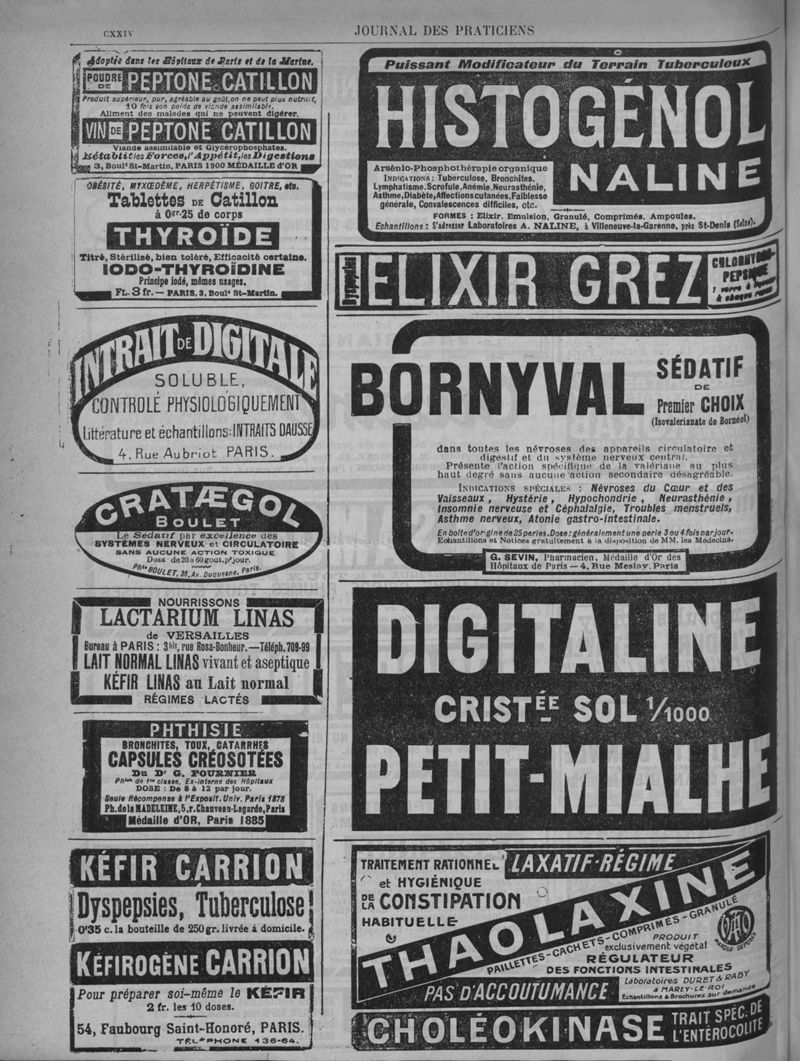 CXXIV
JOURNAL DES PRATICIENS
Adoptée dans les Hôpitaux de Paris et de la Marine.
POUDRE DE PEPTONE CATILLON
Produit supérieur, pur, agréable au goût, on ne peut plus nutritif,
10 fois son poids de viande assimilable.
Aliment des malades qui ne peuvent digérer.
VIN DE PEPTONE CATILLON
Viande assimilable et Glycérophosphates.
Rétablit les Forces, l'Appétit, les Digestions
3, Boulᵗ St-Martin, PARIS 1900 MÉDAILLE D'OR
OBÉSITÉ, MYXŒDÈME, HERPÉTISME, GOITRE, etc.
Tablettes DE Catillon
à 0gr.25 de corps
THYROÏDE
Titré, Stérilisé, bien toléré, Efficacité certaine.
IODO-THYROÏDINE
Principe iodé, mêmes usages.
FL. 3 fr. — PARIS, 3, Boulᵗ St-Martin.
INTRAIT DE DIGITALE
SOLUBLE,
CONTROLÉ PHYSIOLOGIQUEMENT
Littérature et échantillons: INTRAITS DAUSSE
4, Rue Aubriot PARIS.
CRATÆGOL
BOULET
Le Sédatif par excellence des
SYSTÈMES NERVEUX et CIRCULATOIRE
SANS AUCUNE ACTION TOXIQUE
Dose de 20 à 60 gout. pr jour.
Phie BOULET, 36, Av. Duquesne, Paris.
NOURRISSONS
LACTARIUM LINAS
de VERSAILLES
Bureau à PARIS: 3bis, rue Rosa-Bonheur.—Téléph. 709-99
LAIT NORMAL LINAS vivant et aseptique
KÉFIR LINAS au Lait normal
RÉGIMES LACTÉS
PHTHISIE
BRONCHITES, TOUX, CATARRHES
CAPSULES CRÉOSOTÉES
Du Dr G. FOURNIER
Phien de 1re classe, Ex-Interne des Hôpitaux
DOSE : De 8 à 12 par jour.
Seule Récompense à l'Exposit. Univ. Paris 1878
Ph. de la MADELEINE, 5, r. Chauveau-Lagarde, Paris
Médaille d'OR, Paris 1885
KÉFIR CARRION
Dyspepsies, Tuberculose
0'35 c. la bouteille de 250 gr. livrée à domicile.
KÉFIROGÈNE CARRION
Pour préparer soi-même le KÉFIR
2 fr. les 10 doses.
54, Faubourg Saint-Honoré, PARIS.
TÉLÉPHONE 136-64.
Puissant Modificateur du Terrain Tuberculeux
HISTOGÉNOL
NALINE
Arsénio-Phosphothérapie organique
INDICATIONS: Tuberculose, Bronchites,
Lymphatisme, Scrofule, Anémie, Neurasthénie,
Asthme, Diabète, Affections cutanées, Faiblesse
générale, Convalescences difficiles, etc.
FORMES : Elixir, Emulsion, Granulé, Comprimés, Ampoules.
Echantillons : S'adresser Laboratoires A. NALINE, à Villeneuve-la-Garenne, près St-Denis (Seine).
Dyspepsies
ELIXIR GREZ
CHLORHYDRO-
PEPSIQUE
1 verre à liqueur
à chaque repas
BORNYVAL
SÉDATIF
DE
Premier CHOIX
(Isovalerianate de Bornéol)
dans toutes les névroses des appareils circulatoire et
digestif et du système nerveux central.
Présente l'action spécifique de la valériane au plus
haut degré sans aucune action secondaire désagréable.
INDICATIONS SPÉCIALES : Névroses du Cœur et des
Vaisseaux, Hystérie, Hypochondrie, Neurasthénie,
Insomnie nerveuse et Céphalalgie, Troubles menstruels,
Asthme nerveux, Atonie gastro-intestinale.
En boîte d'origine de 25 perles. Dose: généralement une perle 3 ou 4 fois par jour.
Echantillons et Notices gratuitement à la disposition de MM. les Médecins.
G. SEVIN, Pharmacien, Médaille d'Or des
Hôpitaux de Paris — 4, Rue Meslay, Paris
DIGITALINE
CRISTÉE SOL 1/1000
PETIT-MIALHE
TRAITEMENT RATIONNEL
et HYGIÉNIQUE
DE LA CONSTIPATION
HABITUELLE
LAXATIF-RÉGIME
THAOLAXINE
PAILLETTES-CACHETS-COMPRIMÉS-GRANULÉ
PRODUIT
exclusivement végétal
RÉGULATEUR
DES FONCTIONS INTESTINALES
PAS D'ACCOUTUMANCE
Laboratoires DURET & RABY
à MARLY-LE-ROI
Echantillons & Brochures sur demande
MARQUE DÉPOSÉE
CHOLÉOKINASE
TRAIT. SPÉC. DE
L'ENTÉROCOLITE